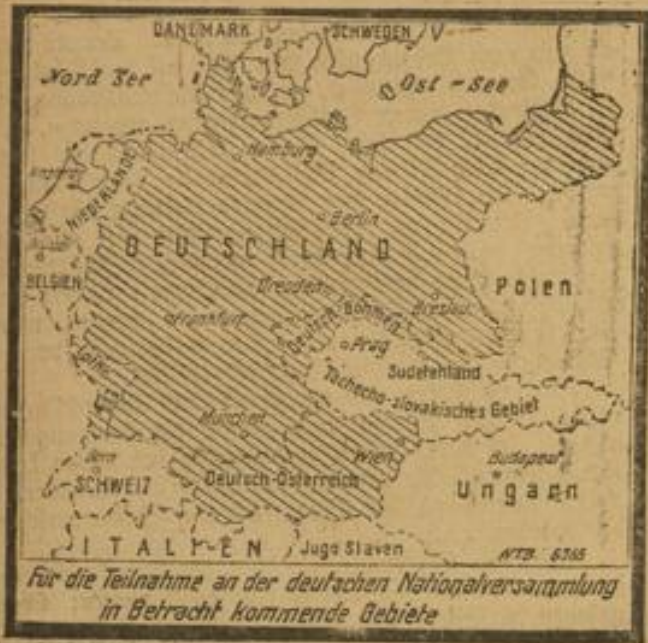 DÄNEMARK
SCHWEDEN
Nord See
Ost-See
Hamburg
NIEDERLANDE
Berlin
DEUTSCHLAND
BELGIEN
Dresden
Polen
Breslau
Deutsch-Böhmen
Frankfurt
Prag
Sudetenland
Tschecho-slovakisches Gebiet
München
Wien
Bern
Budapest
SCHWEIZ
Deutsch-Österreich
Ungarn
ITALIEN
Jugo Slaven
Für die Teilnahme an der deutschen Nationalversammlung
in Betracht kommende Gebiete